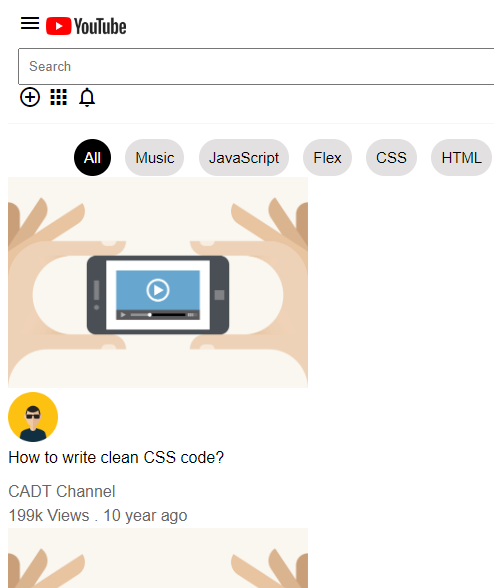 YouTube
Search
All Music JavaScript Flex CSS HTML
How to write clean CSS code?
CADT Channel
199k Views . 10 year ago